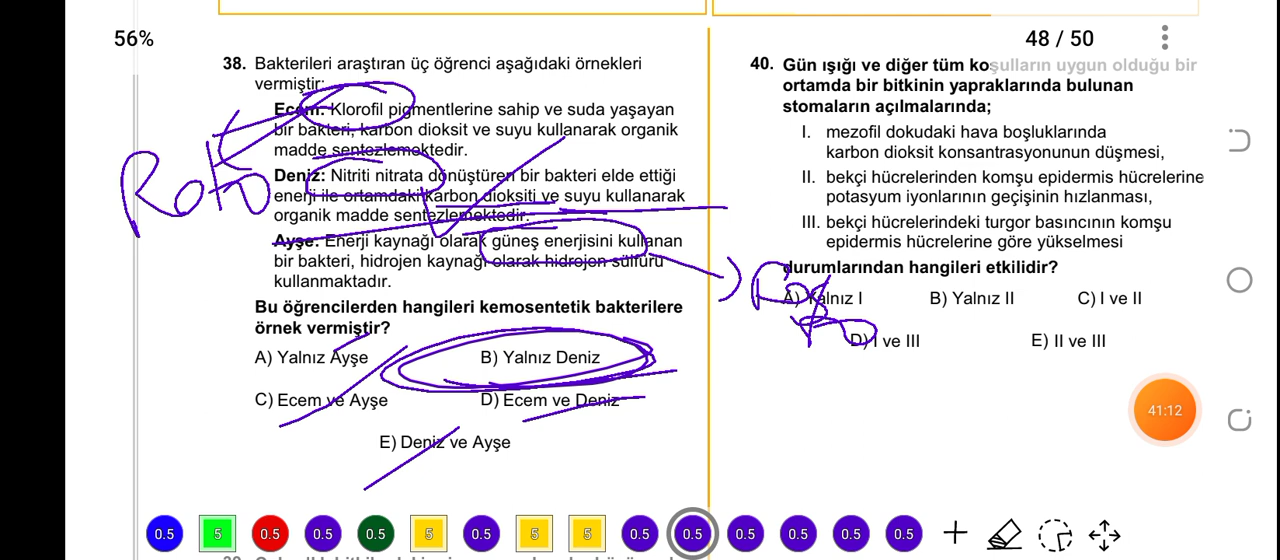 56%
48 / 50
38. Bakterileri araştıran üç öğrenci aşağıdaki örnekleri
vermiştir:
Ecem: Klorofil pigmentlerine sahip ve suda yaşayan
bir bakteri, karbon dioksit ve suyu kullanarak organik
madde sentezlemektedir.
Deniz: Nitriti nitrata dönüştüren bir bakteri elde ettiği
enerji ile ortamdaki karbon dioksiti ve suyu kullanarak
organik madde sentezlemektedir.
Ayşe: Enerji kaynağı olarak güneş enerjisini kullanan
bir bakteri, hidrojen kaynağı olarak hidrojen sülfürü
kullanmaktadır.
Bu öğrencilerden hangileri kemosentetik bakterilere
örnek vermiştir?
A) Yalnız Ayşe B) Yalnız Deniz
C) Ecem ve Ayşe D) Ecem ve Deniz
E) Deniz ve Ayşe
40. Gün ışığı ve diğer tüm koşulların uygun olduğu bir
ortamda bir bitkinin yapraklarında bulunan
stomaların açılmalarında;
I. mezofil dokudaki hava boşluklarında
karbon dioksit konsantrasyonunun düşmesi,
II. bekçi hücrelerinden komşu epidermis hücrelerine
potasyum iyonlarının geçişinin hızlanması,
III. bekçi hücrelerindeki turgor basıncının komşu
epidermis hücrelerine göre yükselmesi
durumlarından hangileri etkilidir?
A) Yalnız I B) Yalnız II C) I ve II
D) I ve III E) II ve III
41:12
0.5 5 0.5 0.5 0.5 5 0.5 5 5 0.5 0.5 0.5 0.5 0.5 0.5